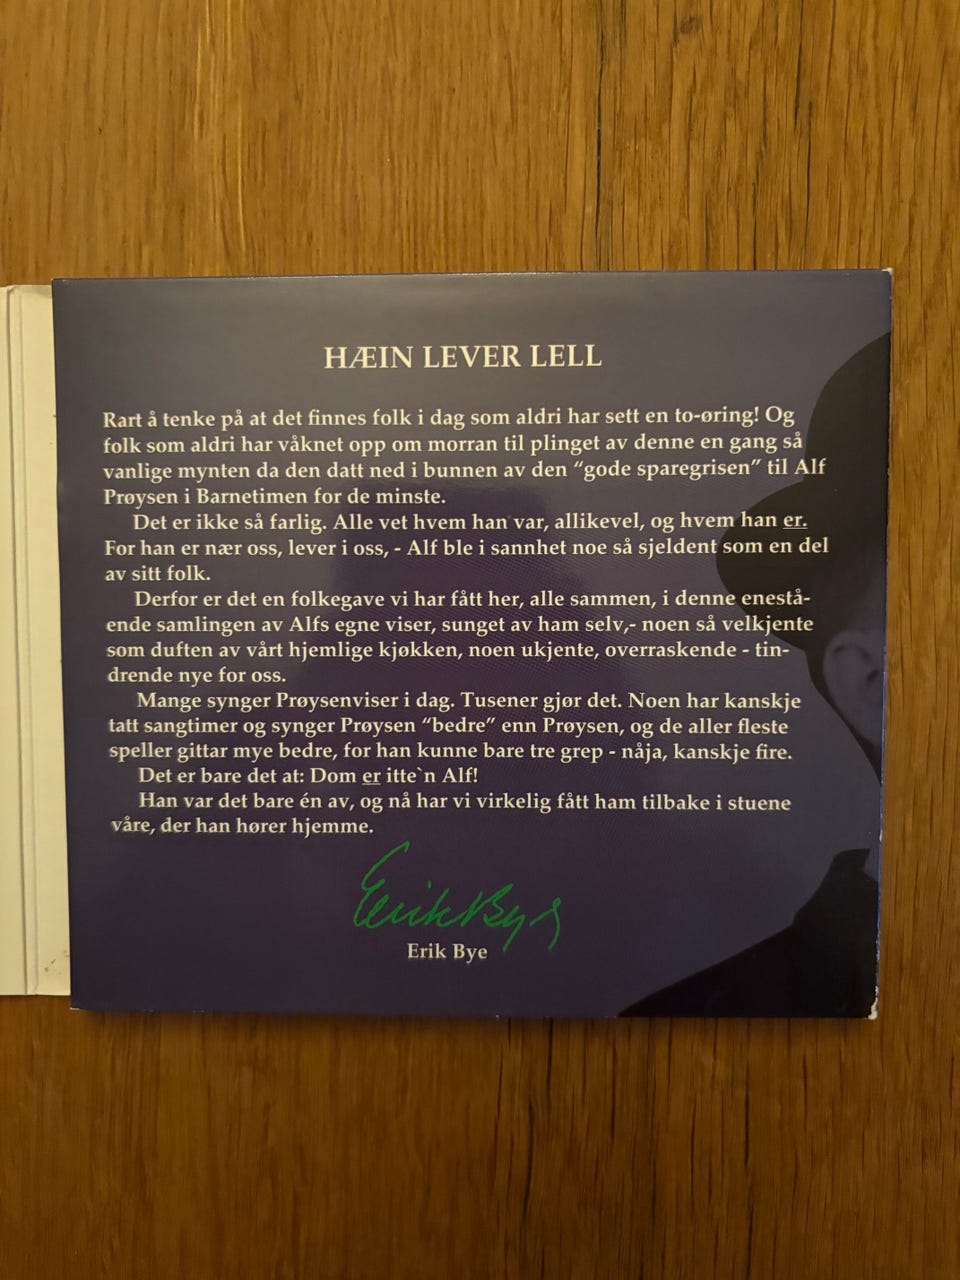 HÆIN LEVER LELL
Rart å tenke på at det finnes folk i dag som aldri har sett en to-øring! Og
folk som aldri har våknet opp om morran til plinget av denne en gang så
vanlige mynten da den datt ned i bunnen av den “gode sparegrisen” til Alf
Prøysen i Barnetimen for de minste.
Det er ikke så farlig. Alle vet hvem han var, allikevel, og hvem han er.
For han er nær oss, lever i oss, - Alf ble i sannhet noe så sjeldent som en del
av sitt folk.
Derfor er det en folkegave vi har fått her, alle sammen, i denne enestå-
ende samlingen av Alfs egne viser, sunget av ham selv,- noen så velkjente
som duften av vårt hjemlige kjøkken, noen ukjente, overraskende - tin-
drende nye for oss.
Mange synger Prøysenviser i dag. Tusener gjør det. Noen har kanskje
tatt sangtimer og synger Prøysen “bedre” enn Prøysen, og de aller fleste
speller gittar mye bedre, for han kunne bare tre grep - nåja, kanskje fire.
Det er bare det at: Dom er itte`n Alf!
Han var det bare én av, og nå har vi virkelig fått ham tilbake i stuene
våre, der han hører hjemme.
Erik Bye
Erik Bye